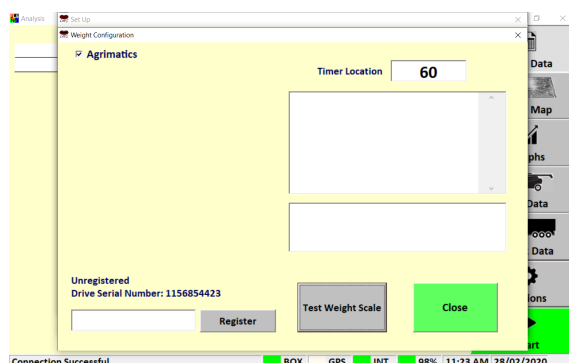 Analysis
Set Up
Weight Configuration
Agrimatics
Timer Location 60
Data
Map
phs
Data
Data
ions
art
Unregistered
Drive Serial Number: 1156854423
Register
Test Weight Scale
Close
Connection Successful BOX GPS INT 98% 11:23 AM 28/02/2020